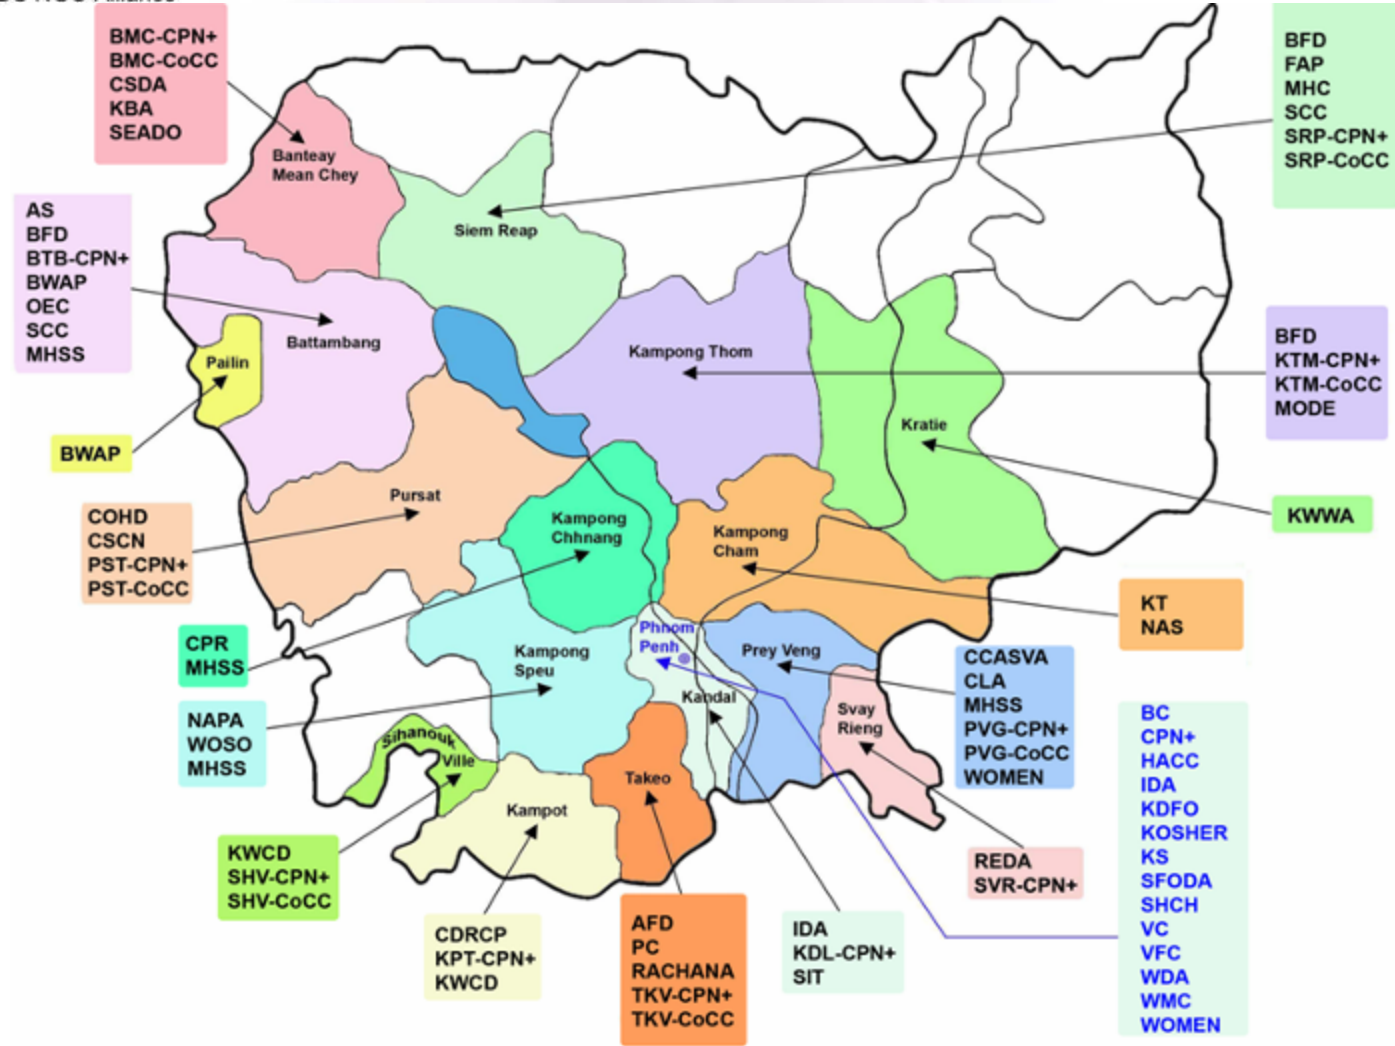 BMC-CPN+
BMC-CoCC
CSDA
KBA
SEADO
BFD
FAP
MHC
SCC
SRP-CPN+
SRP-CoCC
Banteay
Mean Chey
Siem Reap
AS
BFD
BTB-CPN+
BWAP
OEC
SCC
MHSS
Battambang
Pailin
Kampong Thom
BFD
KTM-CPN+
KTM-CoCC
MODE
Kratie
BWAP
Pursat
COHD
CSCN
PST-CPN+
PST-CoCC
Kampong
Chhnang
Kampong
Cham
KWWA
KT
NAS
CPR
MHSS
Kampong
Speu
Phnom
Penh
Prey Veng
Kandal
CCASVA
CLA
MHSS
PVG-CPN+
PVG-CoCC
WOMEN
NAPA
WOSO
MHSS
Svay
Rieng
Sihanouk
Ville
Takeo
Kampot
BC
CPN+
HACC
IDA
KDFO
KOSHER
KS
SFODA
SHCH
VC
VFC
WDA
WMC
WOMEN
KWCD
SHV-CPN+
SHV-CoCC
REDA
SVR-CPN+
CDRCP
KPT-CPN+
KWCD
AFD
PC
RACHANA
TKV-CPN+
TKV-CoCC
IDA
KDL-CPN+
SIT